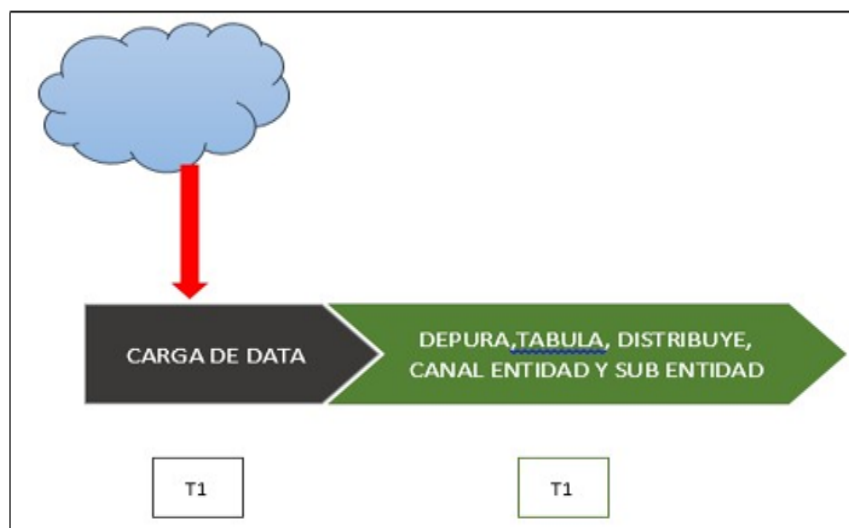 CARGA DE DATA
DEPURA,TABULA, DISTRIBUYE,
CANAL ENTIDAD Y SUB ENTIDAD
T1
T1